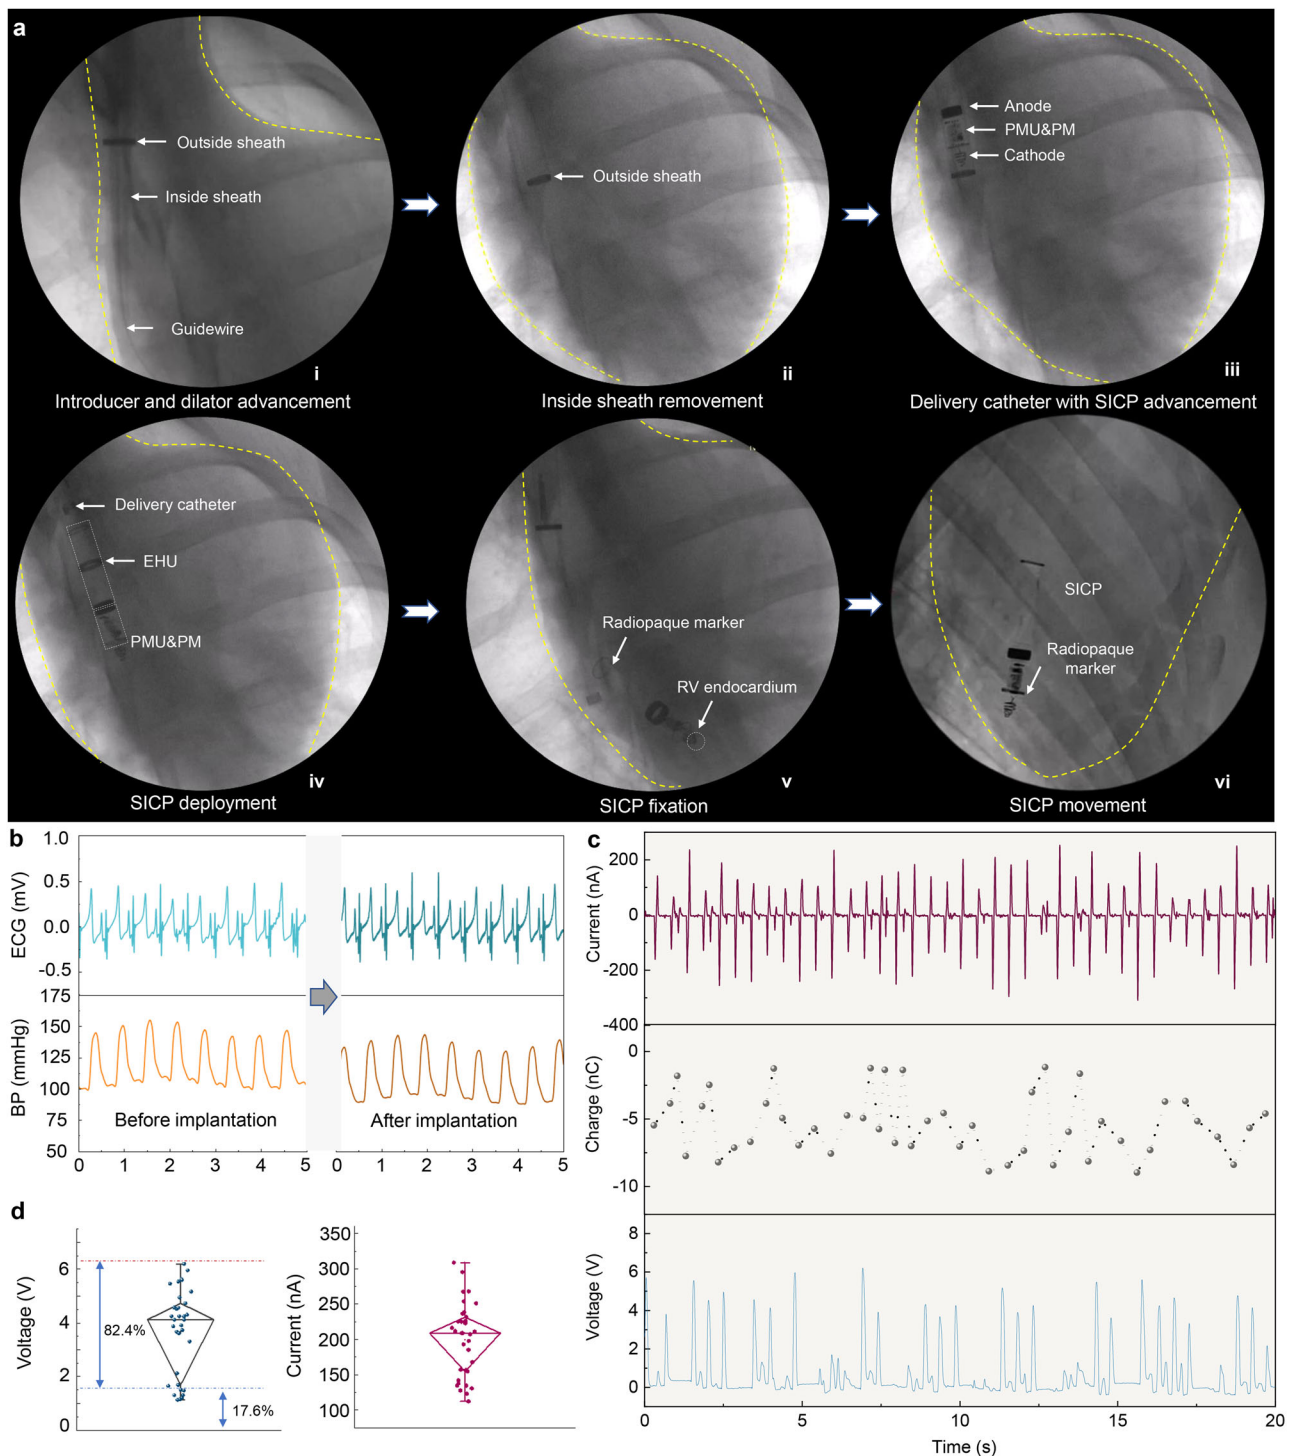 a
Outside sheath
Inside sheath
Guidewire
i
Introducer and dilator advancement
Outside sheath
ii
Inside sheath removement
Anode
PMU&PM
Cathode
iii
Delivery catheter with SICP advancement
Delivery catheter
EHU
PMU&PM
iv
SICP deployment
Radiopaque marker
RV endocardium
v
SICP fixation
SICP
Radiopaque
marker
vi
SICP movement
b
ECG (mV)
1.0
0.5
0.0
-0.5
BP (mmHg)
175
150
125
100
75
50
Before implantation
After implantation
0 1 2 3 4 5
0 1 2 3 4 5
c
Current (nA)
200
0
-200
-400
Charge (nC)
0
-5
-10
Voltage (V)
8
6
4
2
0
0 5 10 15 20
Time (s)
d
Voltage (V)
6
4
2
0
82.4%
17.6%
Current (nA)
350
300
250
200
150
100